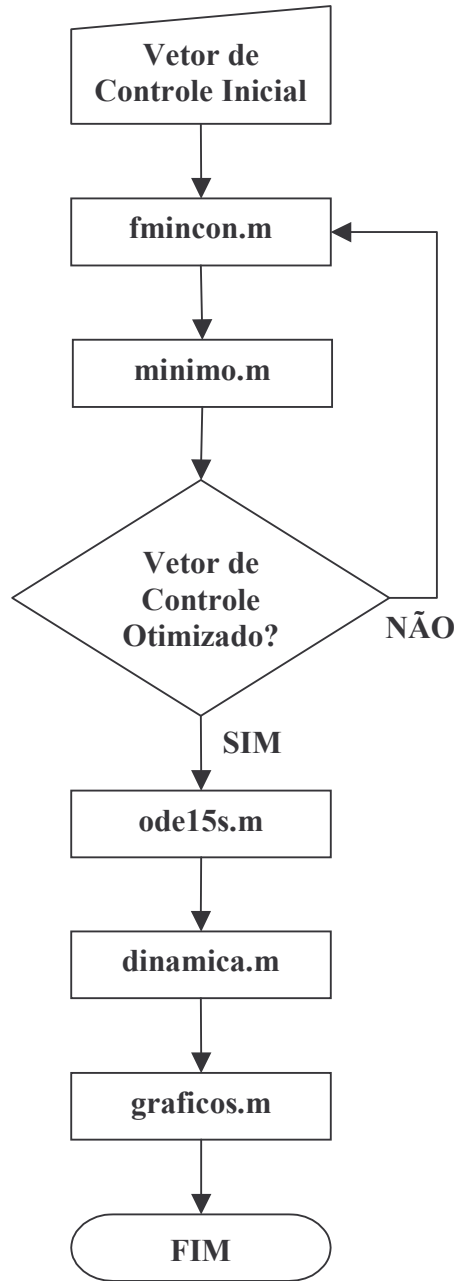 Vetor de
Controle Inicial
fmincon.m
minimo.m
Vetor de
Controle
Otimizado?
NÃO
SIM
ode15s.m
dinamica.m
graficos.m
FIM